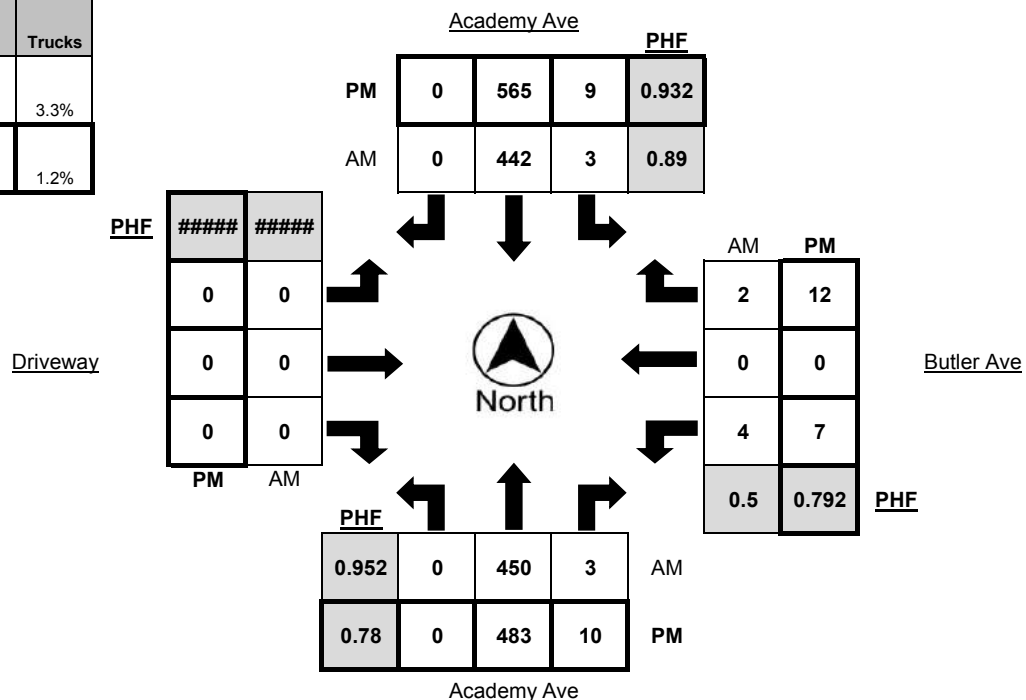 Trucks
3.3%
1.2%
Academy Ave
PHF
PM 0 565 9 0.932
AM 0 442 3 0.89
PHF ##### #####
0 0
0 0
0 0
PM AM
Driveway
North
AM PM
2 12
0 0
4 7
0.5 0.792 PHF
Butler Ave
PHF
0.952 0 450 3 AM
0.78 0 483 10 PM
Academy Ave